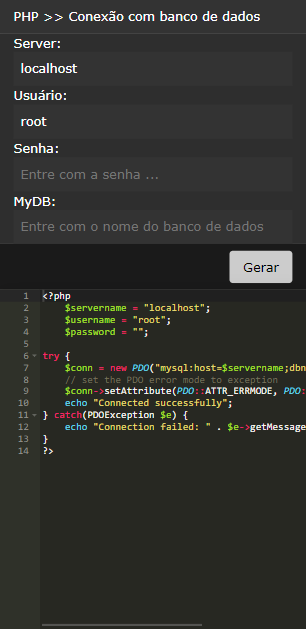 PHP >> Conexão com banco de dados
Server:
localhost
Usuário:
root
Senha:
Entre com a senha ...
MyDB:
Entre com o nome do banco de dados
Gerar
1 <?php
2 $servername = "localhost";
3 $username = "root";
4 $password = "";
5
6 try {
7 $conn = new PDO("mysql:host=$servername;dbn
8 // set the PDO error mode to exception
9 $conn->setAttribute(PDO::ATTR_ERRMODE, PDO:
10 echo "Connected successfully";
11 } catch(PDOException $e) {
12 echo "Connection failed: " . $e->getMessage
13 }
14 ?>